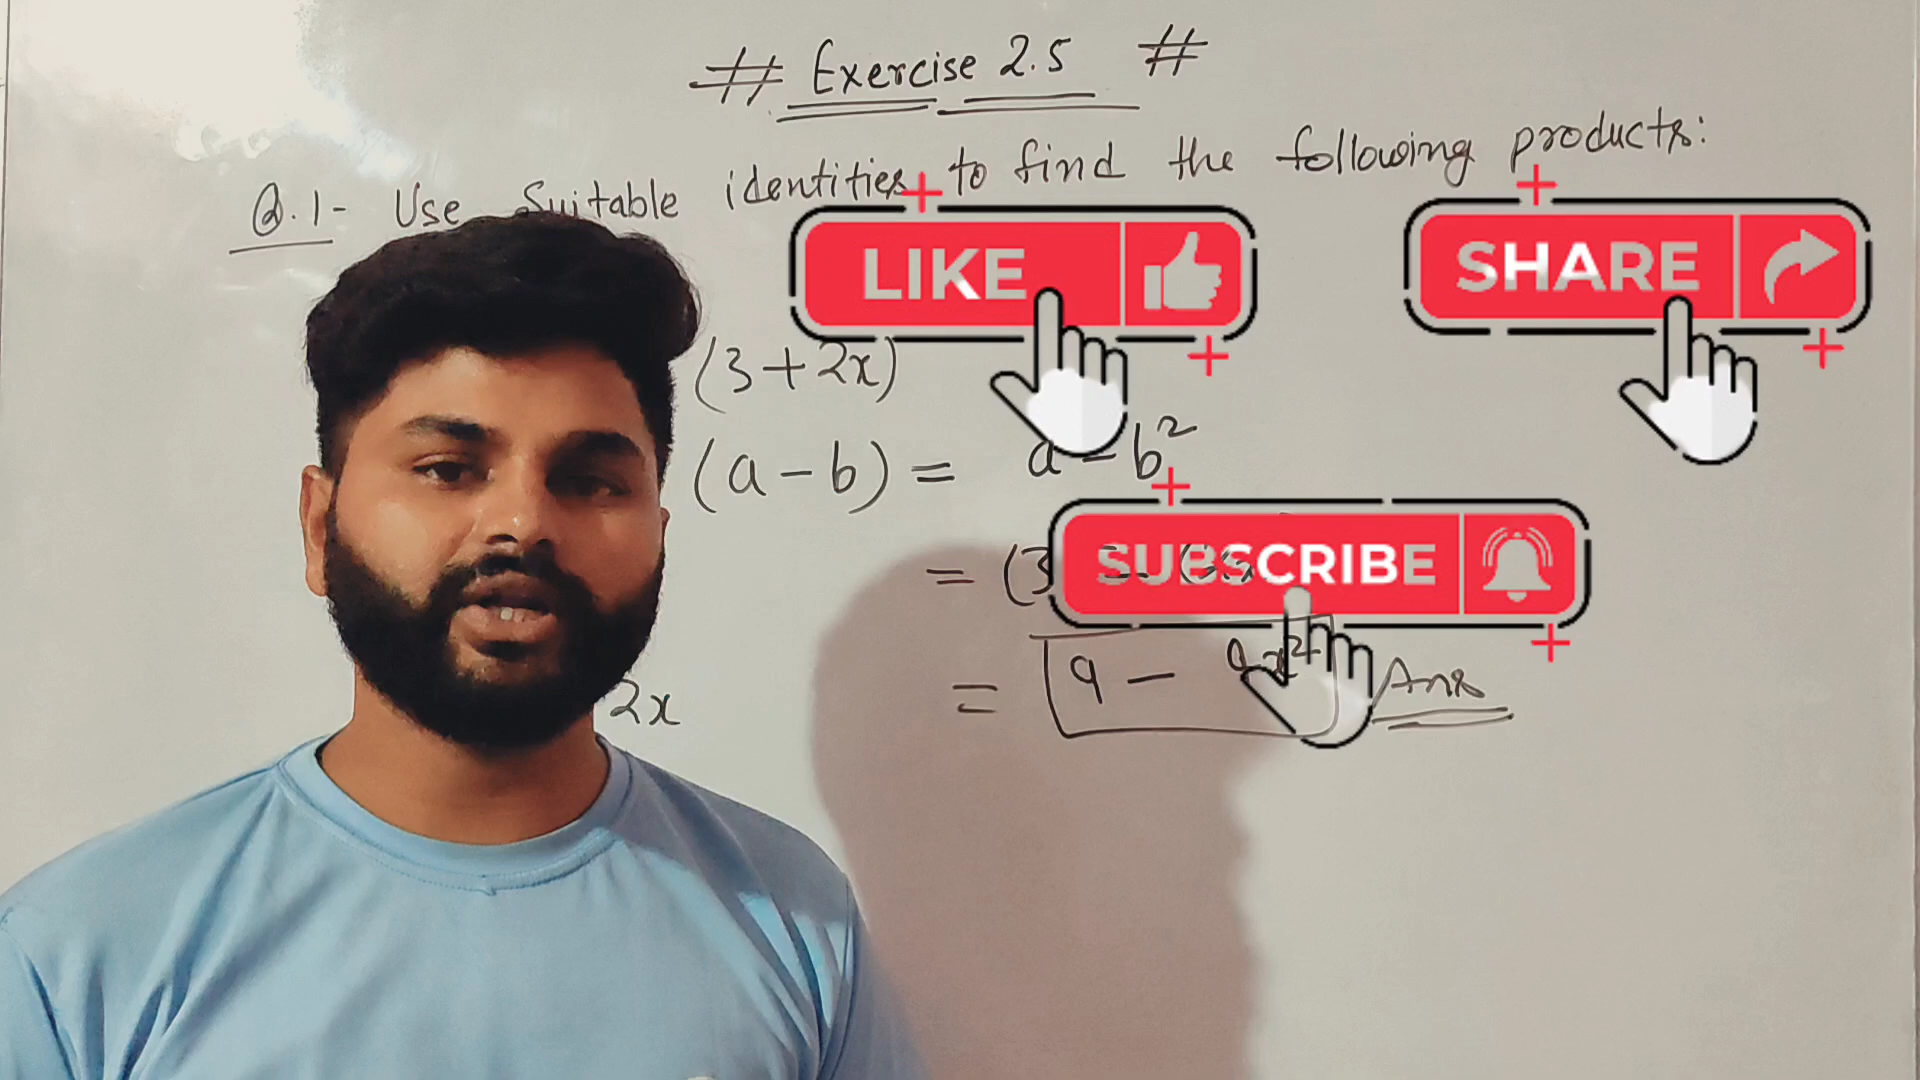 # Exercise 2.5 #
Q.1- Use Suitable identities to find the following products:
LIKE
SHARE
(3+2x)
(a-b) = a - b²
SUBSCRIBE
= (3
= 9 - x² Ans
2x